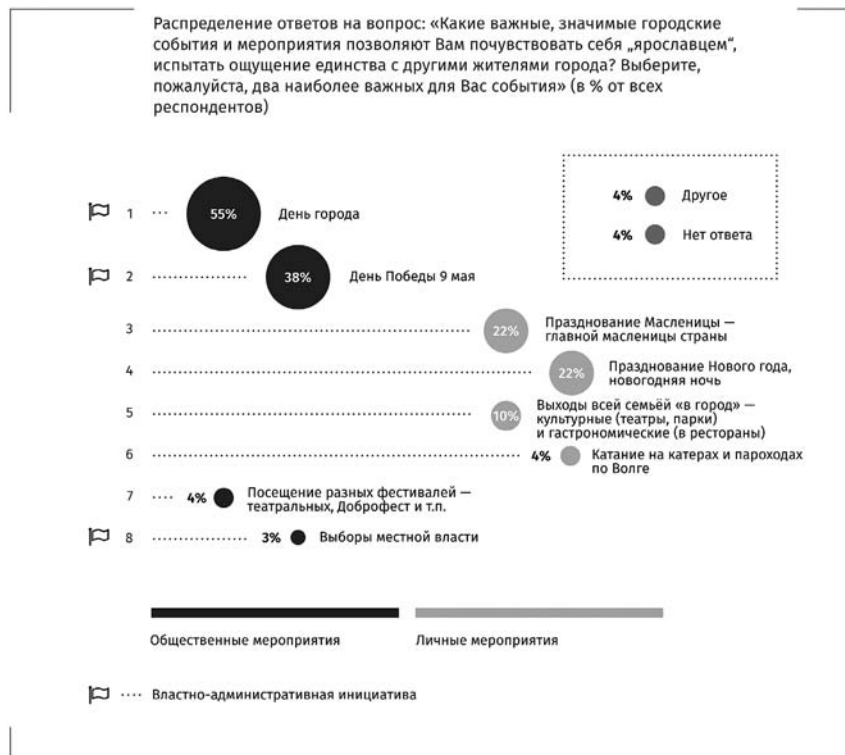 Распределение ответов на вопрос: «Какие важные, значимые городские
события и мероприятия позволяют Вам почувствовать себя „ярославцем“,
испытать ощущение единства с другими жителями города? Выберите,
пожалуйста, два наиболее важных для Вас события» (в % от всех
респондентов)
4% Другое
4% Нет ответа
1 ... 55% День города
2 ... 38% День Победы 9 мая
3 ... 22% Празднование Масленицы —
главной масленицы страны
4 ... 22% Празднование Нового года,
новогодняя ночь
5 ... 10% Выходы всей семьёй «в город» —
культурные (театры, парки)
и гастрономические (в рестораны)
6 ... 4% Катание на катерах и пароходах
по Волге
7 .... 4% Посещение разных фестивалей —
театральных, Доброфест и т.п.
8 ... 3% Выборы местной власти
Общественные мероприятия
Личные мероприятия
.... Властно-административная инициатива